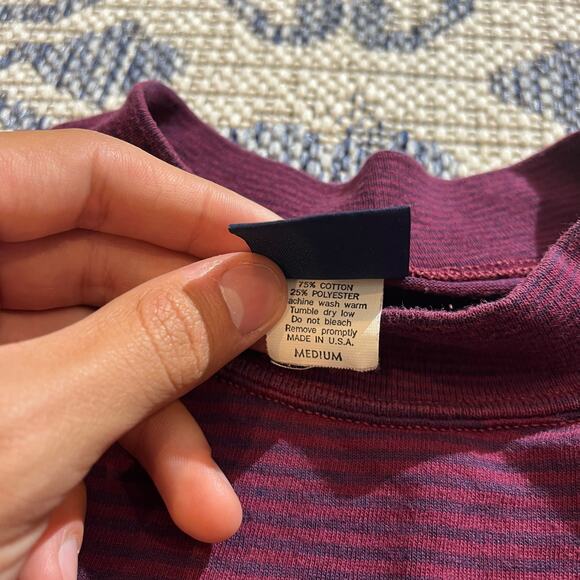 75% COTTON
25% POLYESTER
achine wash warm
Tumble dry low
Do not bleach
Remove promptly
MADE IN U.S.A.
MEDIUM